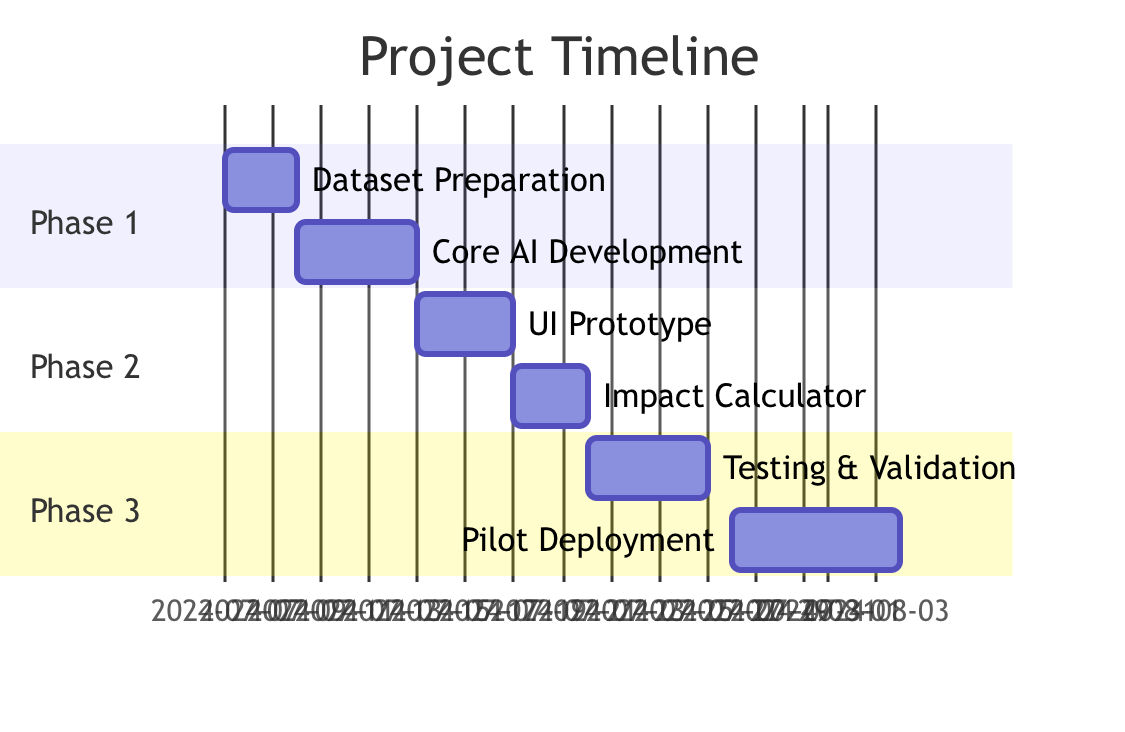 Project Timeline
Phase 1
Dataset Preparation
Core AI Development
Phase 2
UI Prototype
Impact Calculator
Phase 3
Testing & Validation
Pilot Deployment